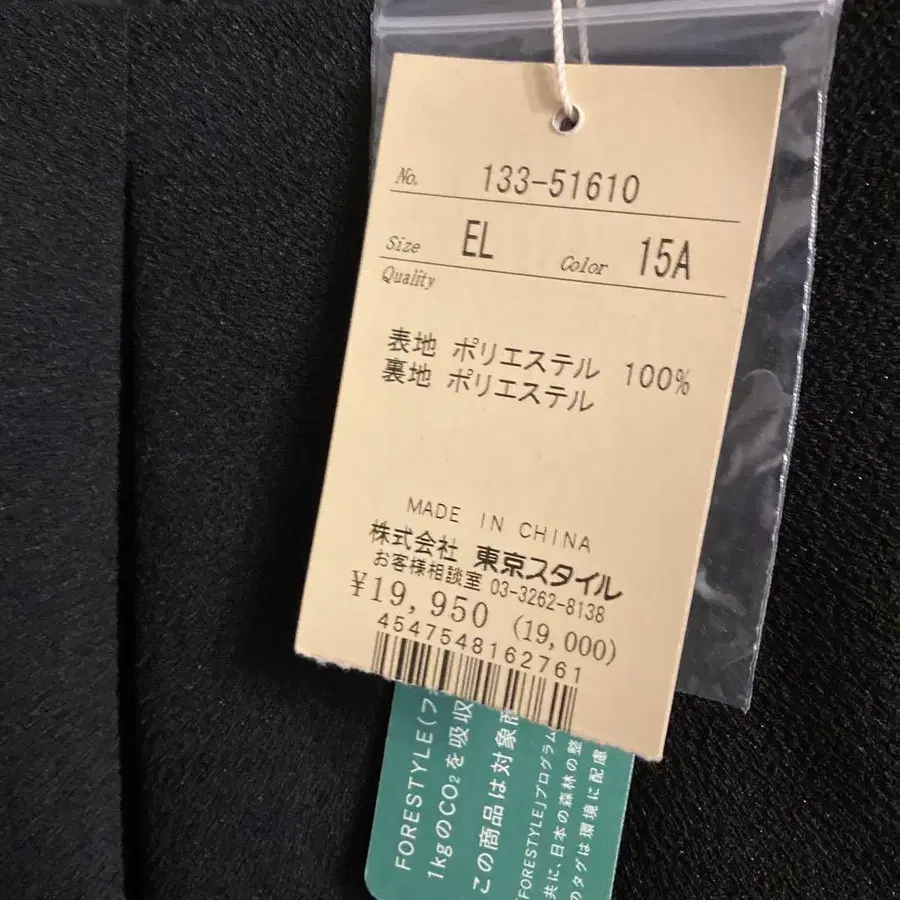 No. 133-51610
Size EL Color 15A
Quality
表地 ポリエステル 100%
裏地 ポリエステル
MADE IN CHINA
株式会社 東京スタイル
お客様相談室 03-3262-8138
¥19,950 (19,000)
4547548162761
FORESTYLE(フ
1kgのCO2を吸収
この商品は対象商
「FORESTYLE」プログラム
共に、日本の森林の整
のタグは環境に配慮